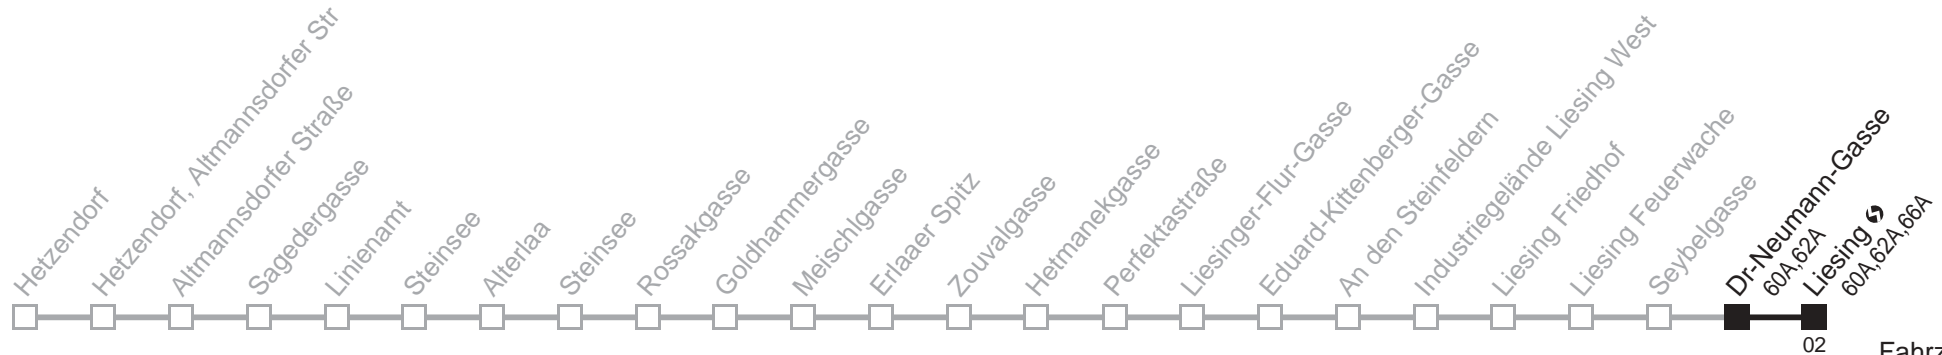 Hetzendorf
Hetzendorf, Altmannsdorfer Str
Altmannsdorfer Straße
Sagedergasse
Linienamt
Steinsee
Alterlaa
Steinsee
Rossakgasse
Goldhammergasse
Meischlgasse
Erlaaer Spitz
Zouvalgasse
Hetmanekgasse
Perfektastraße
Liesinger-Flur-Gasse
Eduard-Kittenberger-Gasse
An den Steinfeldern
Industriegelände Liesing West
Liesing Friedhof
Liesing Feuerwache
Seybelgasse
Dr-Neumann-Gasse
60A,62A
Liesing
60A,62A,66A
02